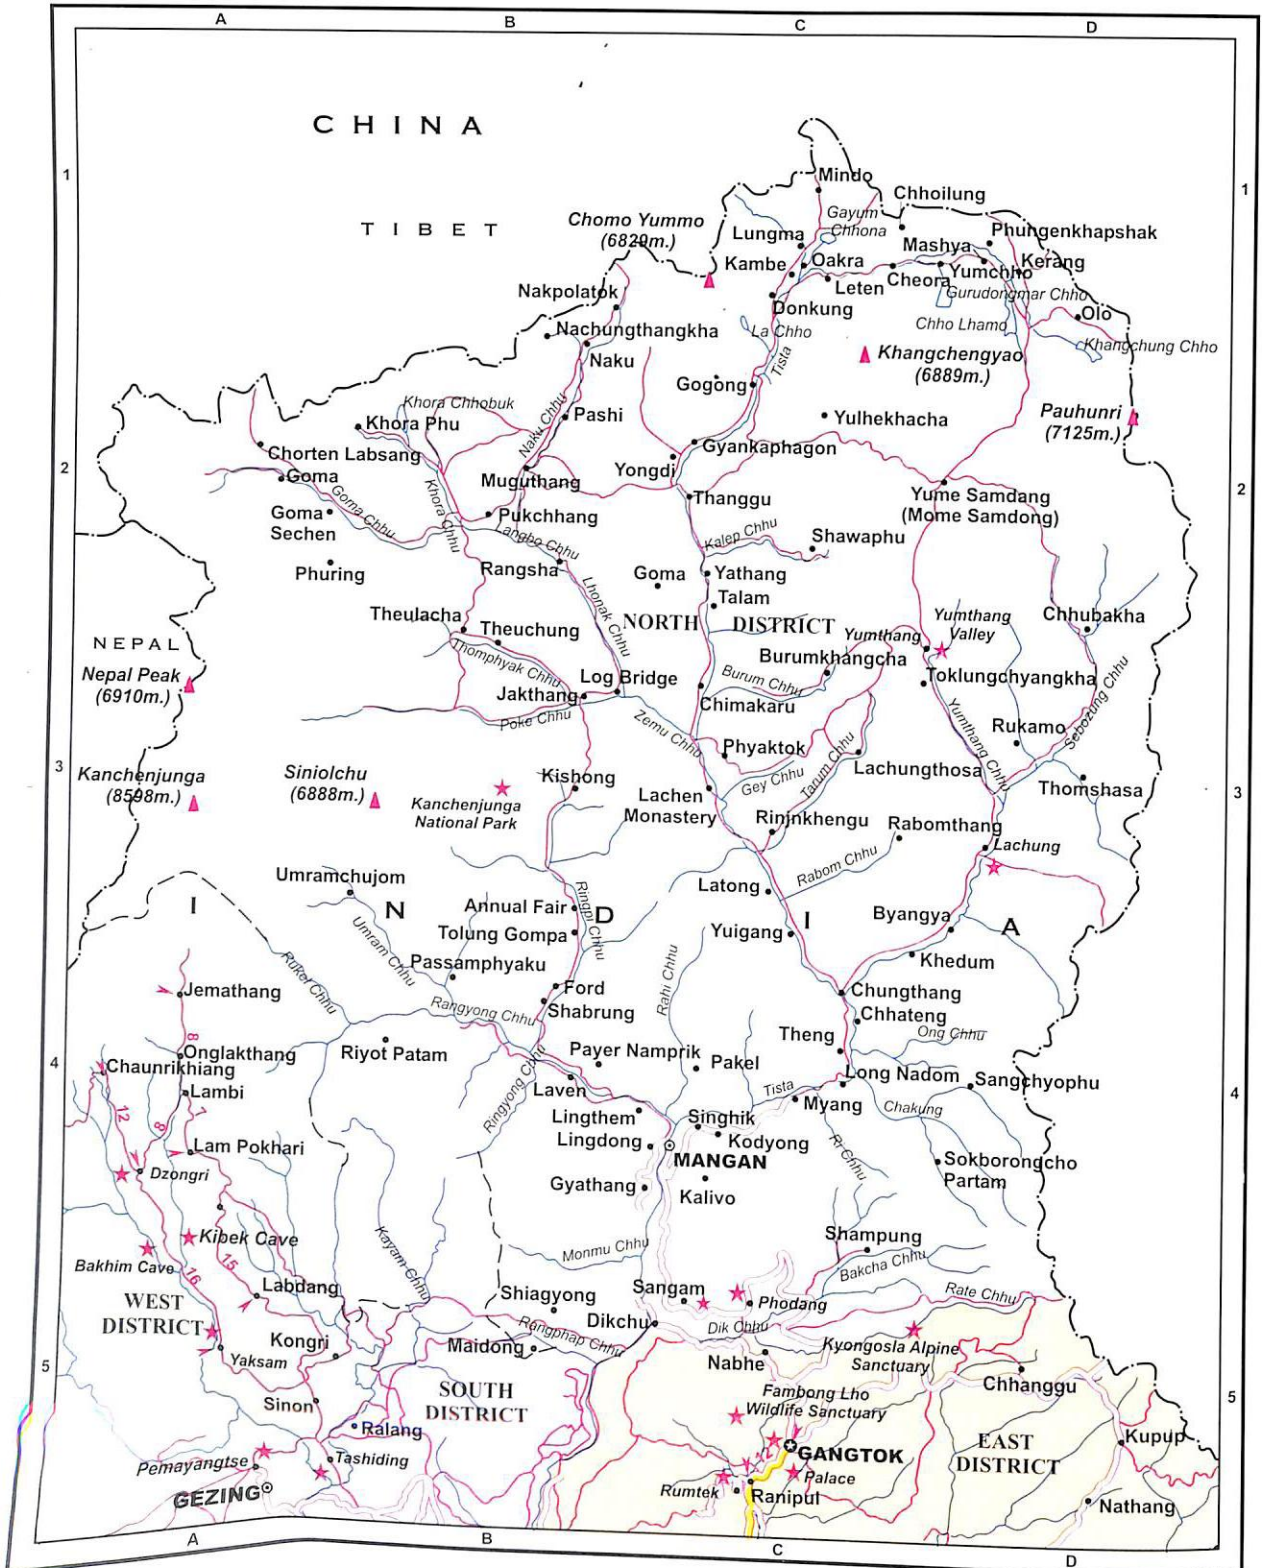 A
B
C
D
CHINA
1
1
Mindo
Chhoilung
TIBET
Chomo Yummo
(6829m.)
Gayum
Chhona
Lungma
Mashya
Phungenkhapshak
Kambe
Oakra
Yumchho
Kerang
Cheora
Leten
Gurudongmar Chho
Nakpolatok
Donkung
Chho Lhamo
Olo
Nachungthangkha
La Chho
Khangchung Chho
Naku
Tista
Khangchengyao
(6889m.)
Gogong
Khora Chhobuk
Pashi
Yulhekhacha
Pauhunri
(7125m.)
Khora Phu
Naku Chhu
Chorten Labsang
Gyankaphagon
2
Goma
Yongdi
2
Muguthang
Thanggu
Yume Samdang
(Mome Samdong)
Goma
Sechen
Goma Chhu
Khora Chhu
Pukchhang
Langbo Chhu
Kalep Chhu
Shawaphu
Phuring
Rangsha
Goma
Yathang
Lhonak Chhu
Talam
Theulacha
Theuchung
NORTH DISTRICT
Yumthang
Yumthang
Valley
Chhubakha
NEPAL
Thomphyak Chhu
Burumkhangcha
Nepal Peak
(6910m.)
Log Bridge
Burum Chhu
Toklungchyangkha
Jakthang
Chimakaru
Poke Chhu
Zemu Chhu
Yumthang Chhu
Rukamo
Sebozung Chhu
Phyaktok
3
Kanchenjunga
(8598m.)
Siniolchu
(6888m.)
Kishong
Gey Chhu
Tarum Chhu
Lachungthosa
Thomshasa
3
Kanchenjunga
National Park
Lachen
Monastery
Rinjnkhengu
Rabomthang
Lachung
Rabom Chhu
Umramchujom
Latong
I N D I A
Annual Fair
Ringpi Chhu
Byangya
Tolung Gompa
Yuigang
Umram Chhu
Khedum
Passamphyaku
Rukel Chhu
Rahi Chhu
Jemathang
Ford
Chungthang
Rangyong Chhu
Shabrung
Chhateng
8
Theng
Ong Chhu
Onglakthang
Riyot Patam
Payer Namprik
Pakel
4
Chaunrikhiang
Ringyong Chhu
Long Nadom
Sangchyophu
4
Lambi
Laven
Tista
Myang
Chakung
12
8
7
Lingthem
Singhik
Lingdong
Kodyong
Ri Chhu
Lam Pokhari
MANGAN
Sokborongcho
Partam
Dzongri
Gyathang
Kalivo
Kibek Cave
Kayam Chhu
Monmu Chhu
Shampung
Bakhim Cave
16
15
Bakcha Chhu
Labdang
Shiagyong
Sangam
Phodang
Rate Chhu
WEST
DISTRICT
Dikchu
Dik Chhu
Kongri
Rongphap Chhu
Kyongosla Alpine
Sanctuary
5
Yaksam
Maidong
Nabhe
Chhanggu
5
Sinon
SOUTH
DISTRICT
Fambong Lho
Wildlife Sanctuary
Ralang
EAST
DISTRICT
Kupup
Pemayangtse
Tashiding
GANGTOK
12
Palace
GEZING
Rumtek
Ranipul
Nathang
A
B
C
D